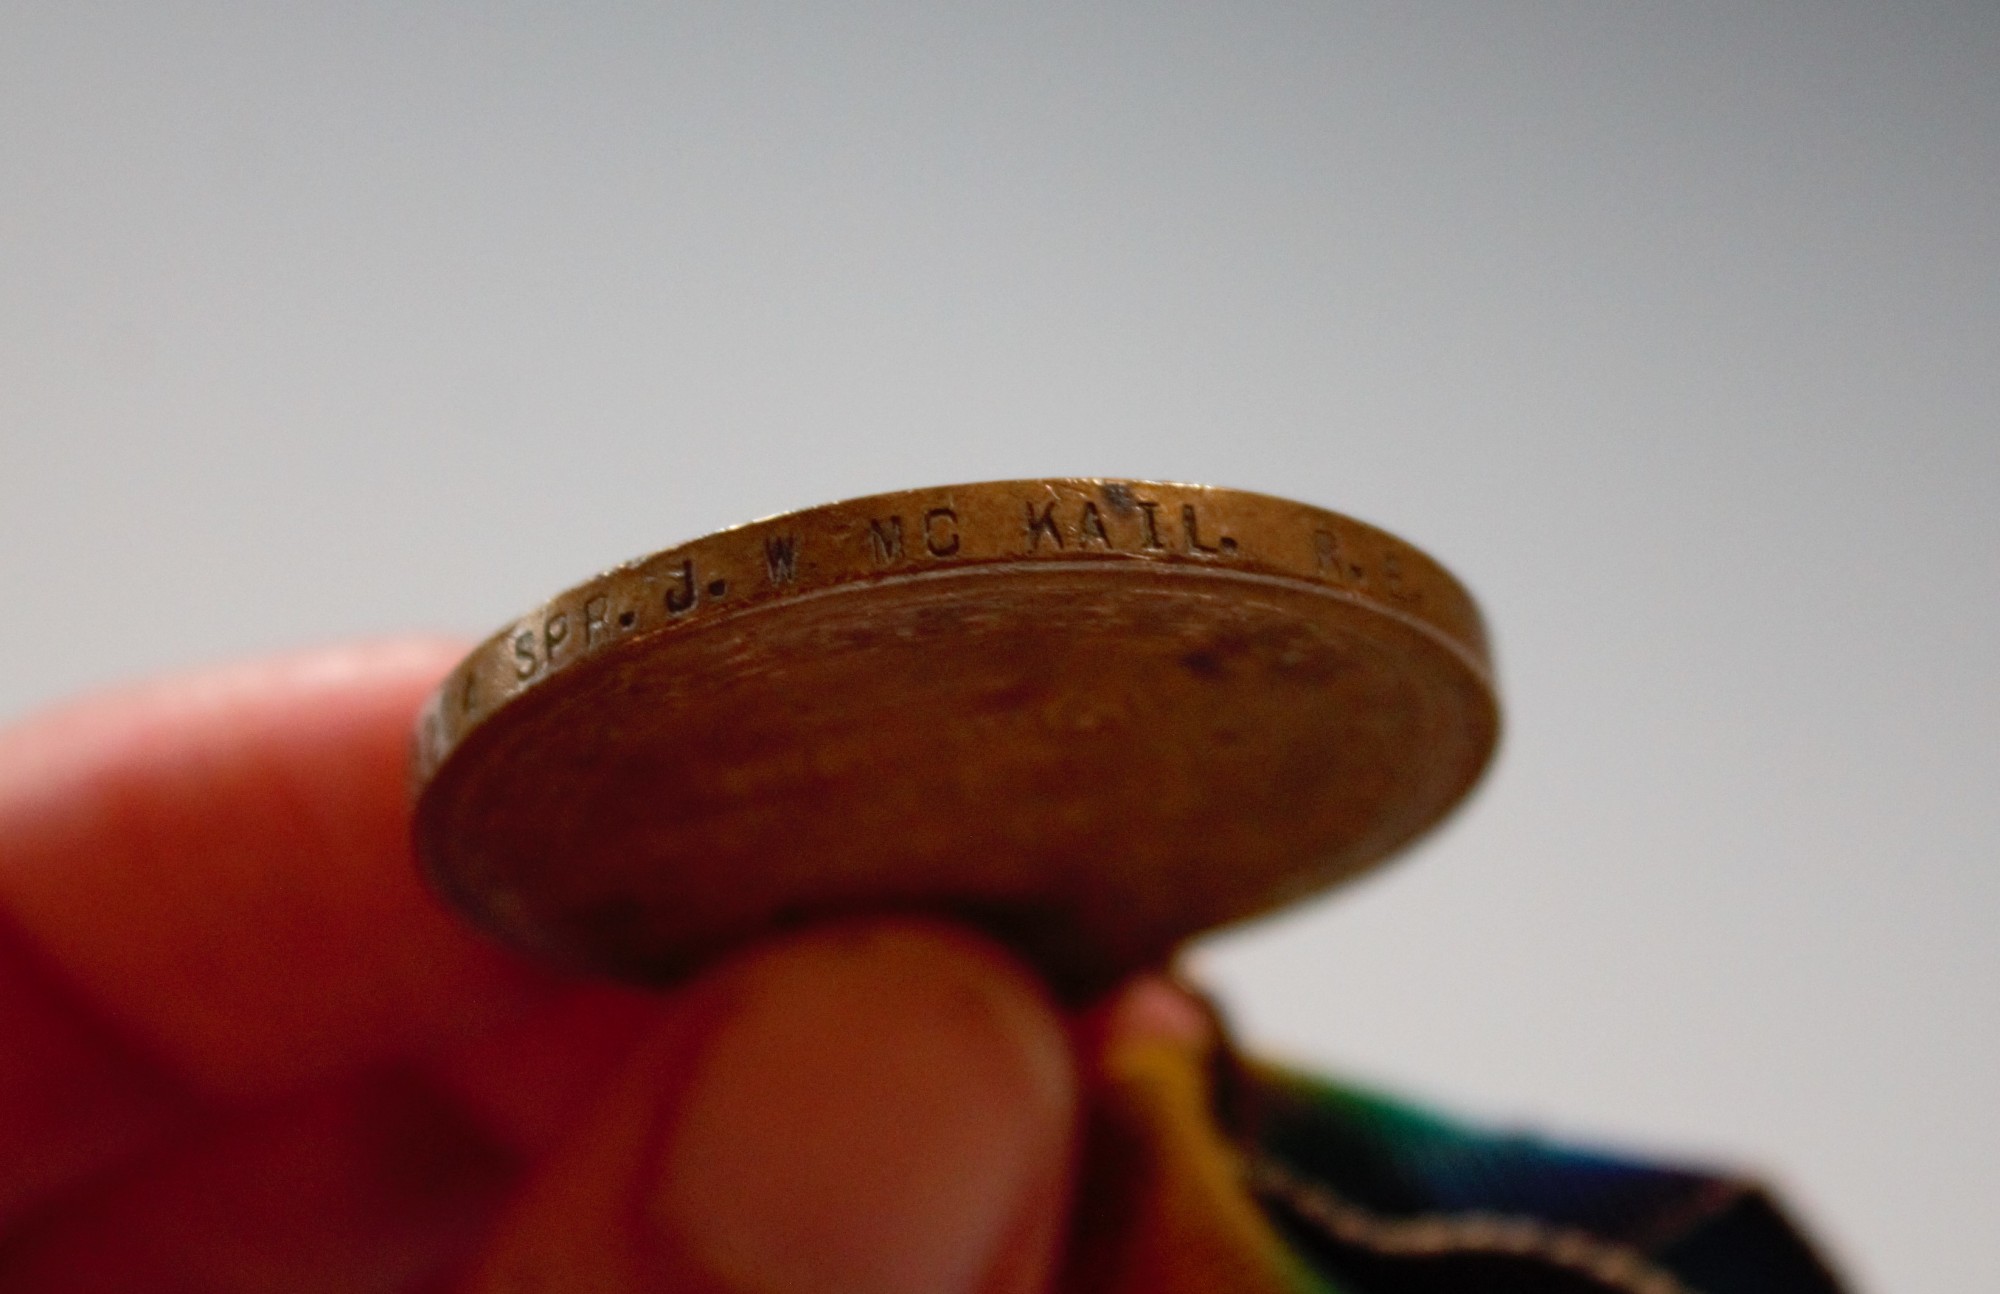 SPR. J. W. MC KAIL. R.E.